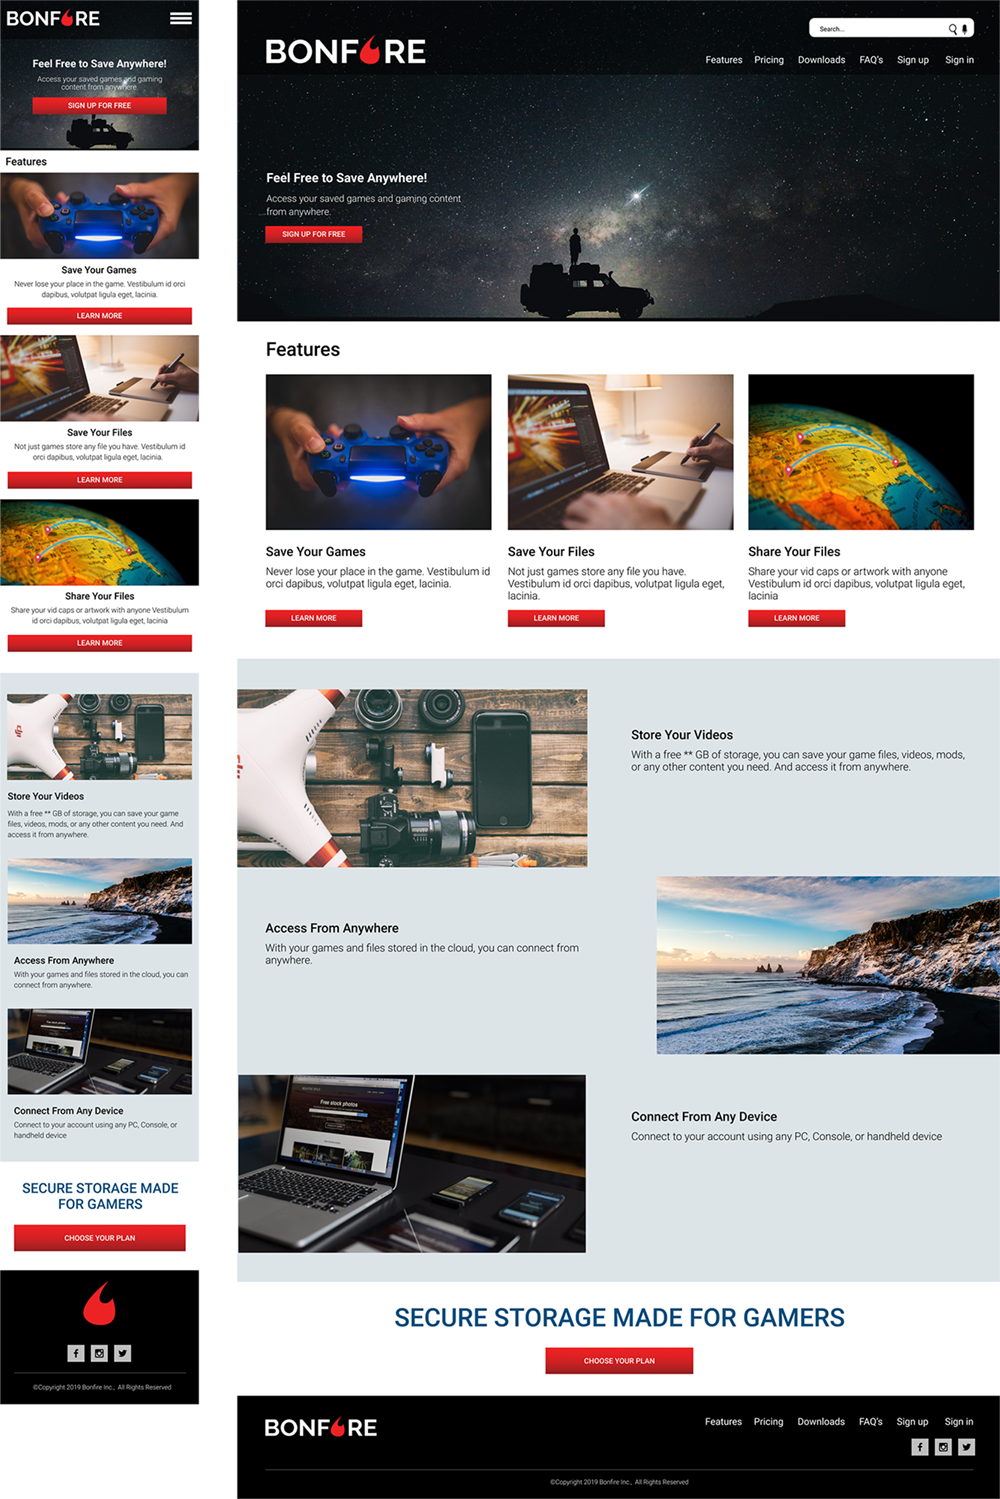 BONFIRE
Feel Free to Save Anywhere!
Access your saved games and gaming
content from anywhere.
SIGN UP FOR FREE
Features
Save Your Games
Never lose your place in the game. Vestibulum id orci
dapibus, volutpat ligula eget, lacinia.
LEARN MORE
Save Your Files
Not just games store any file you have. Vestibulum id
orci dapibus, volutpat ligula eget, lacinia.
LEARN MORE
Share Your Files
Share your vid caps or artwork with anyone Vestibulum
id orci dapibus, volutpat ligula eget, lacinia
LEARN MORE
dji
Store Your Videos
With a free ** GB of storage, you can save your game
files, videos, mods, or any other content you need. And
access it from anywhere.
Access From Anywhere
With your games and files stored in the cloud, you can
connect from anywhere.
Free stock photos
Connect From Any Device
Connect to your account using any PC, Console, or
handheld device
SECURE STORAGE MADE
FOR GAMERS
CHOOSE YOUR PLAN
©Copyright 2019 Bonfire Inc., All Rights Reserved
Search...
BONFIRE
Features Pricing Downloads FAQ's Sign up Sign in
Feel Free to Save Anywhere!
Access your saved games and gaming content
from anywhere.
SIGN UP FOR FREE
Features
Save Your Games
Never lose your place in the game. Vestibulum id
orci dapibus, volutpat ligula eget, lacinia.
LEARN MORE
Save Your Files
Not just games store any file you have.
Vestibulum id orci dapibus, volutpat ligula eget,
lacinia.
LEARN MORE
Share Your Files
Share your vid caps or artwork with anyone
Vestibulum id orci dapibus, volutpat ligula eget,
lacinia
LEARN MORE
Store Your Videos
With a free ** GB of storage, you can save your game files, videos, mods,
or any other content you need. And access it from anywhere.
Access From Anywhere
With your games and files stored in the cloud, you can connect from
anywhere.
Free stock photos
Connect From Any Device
Connect to your account using any PC, Console, or handheld device
SECURE STORAGE MADE FOR GAMERS
CHOOSE YOUR PLAN
BONFIRE
Features Pricing Downloads FAQ's Sign up Sign in
©Copyright 2019 Bonfire Inc., All Rights Reserved